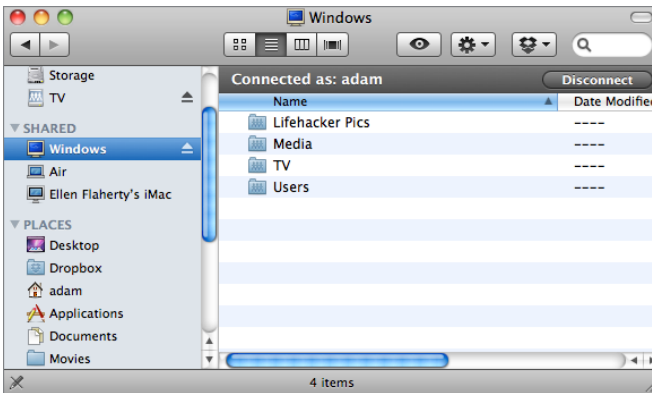 Windows
Storage
TV
SHARED
Windows
Air
Ellen Flaherty's iMac
PLACES
Desktop
Dropbox
adam
Applications
Documents
Movies
Connected as: adam
Disconnect
Name
Date Modifie
Lifehacker Pics
----
Media
----
TV
----
Users
----
4 items